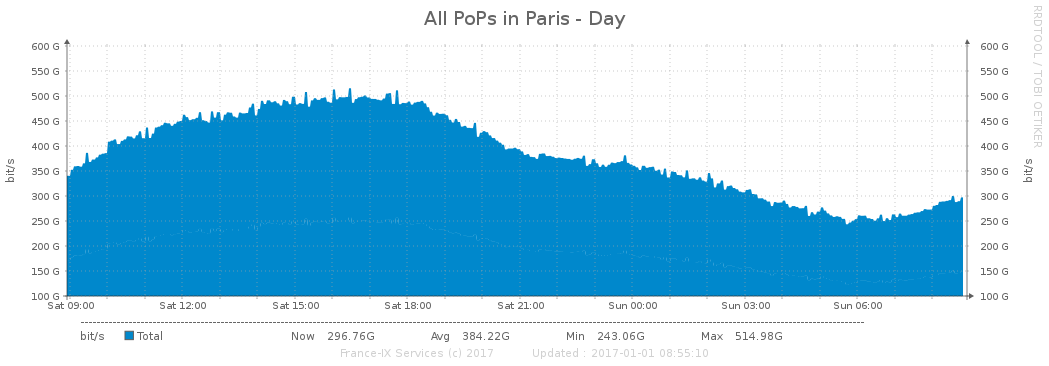 All PoPs in Paris - Day
RRDTOOL / TOBI OETIKER
600 G 600 G
550 G 550 G
500 G 500 G
450 G 450 G
400 G 400 G
350 G 350 G
300 G 300 G
250 G 250 G
200 G 200 G
150 G 150 G
100 G 100 G
bit/s
bit/s
Sat 09:00 Sat 12:00 Sat 15:00 Sat 18:00 Sat 21:00 Sun 00:00 Sun 03:00 Sun 06:00
bit/s Total Now 296.76G Avg 384.22G Min 243.06G Max 514.98G
France-IX Services (c) 2017 Updated : 2017-01-01 08:55:10